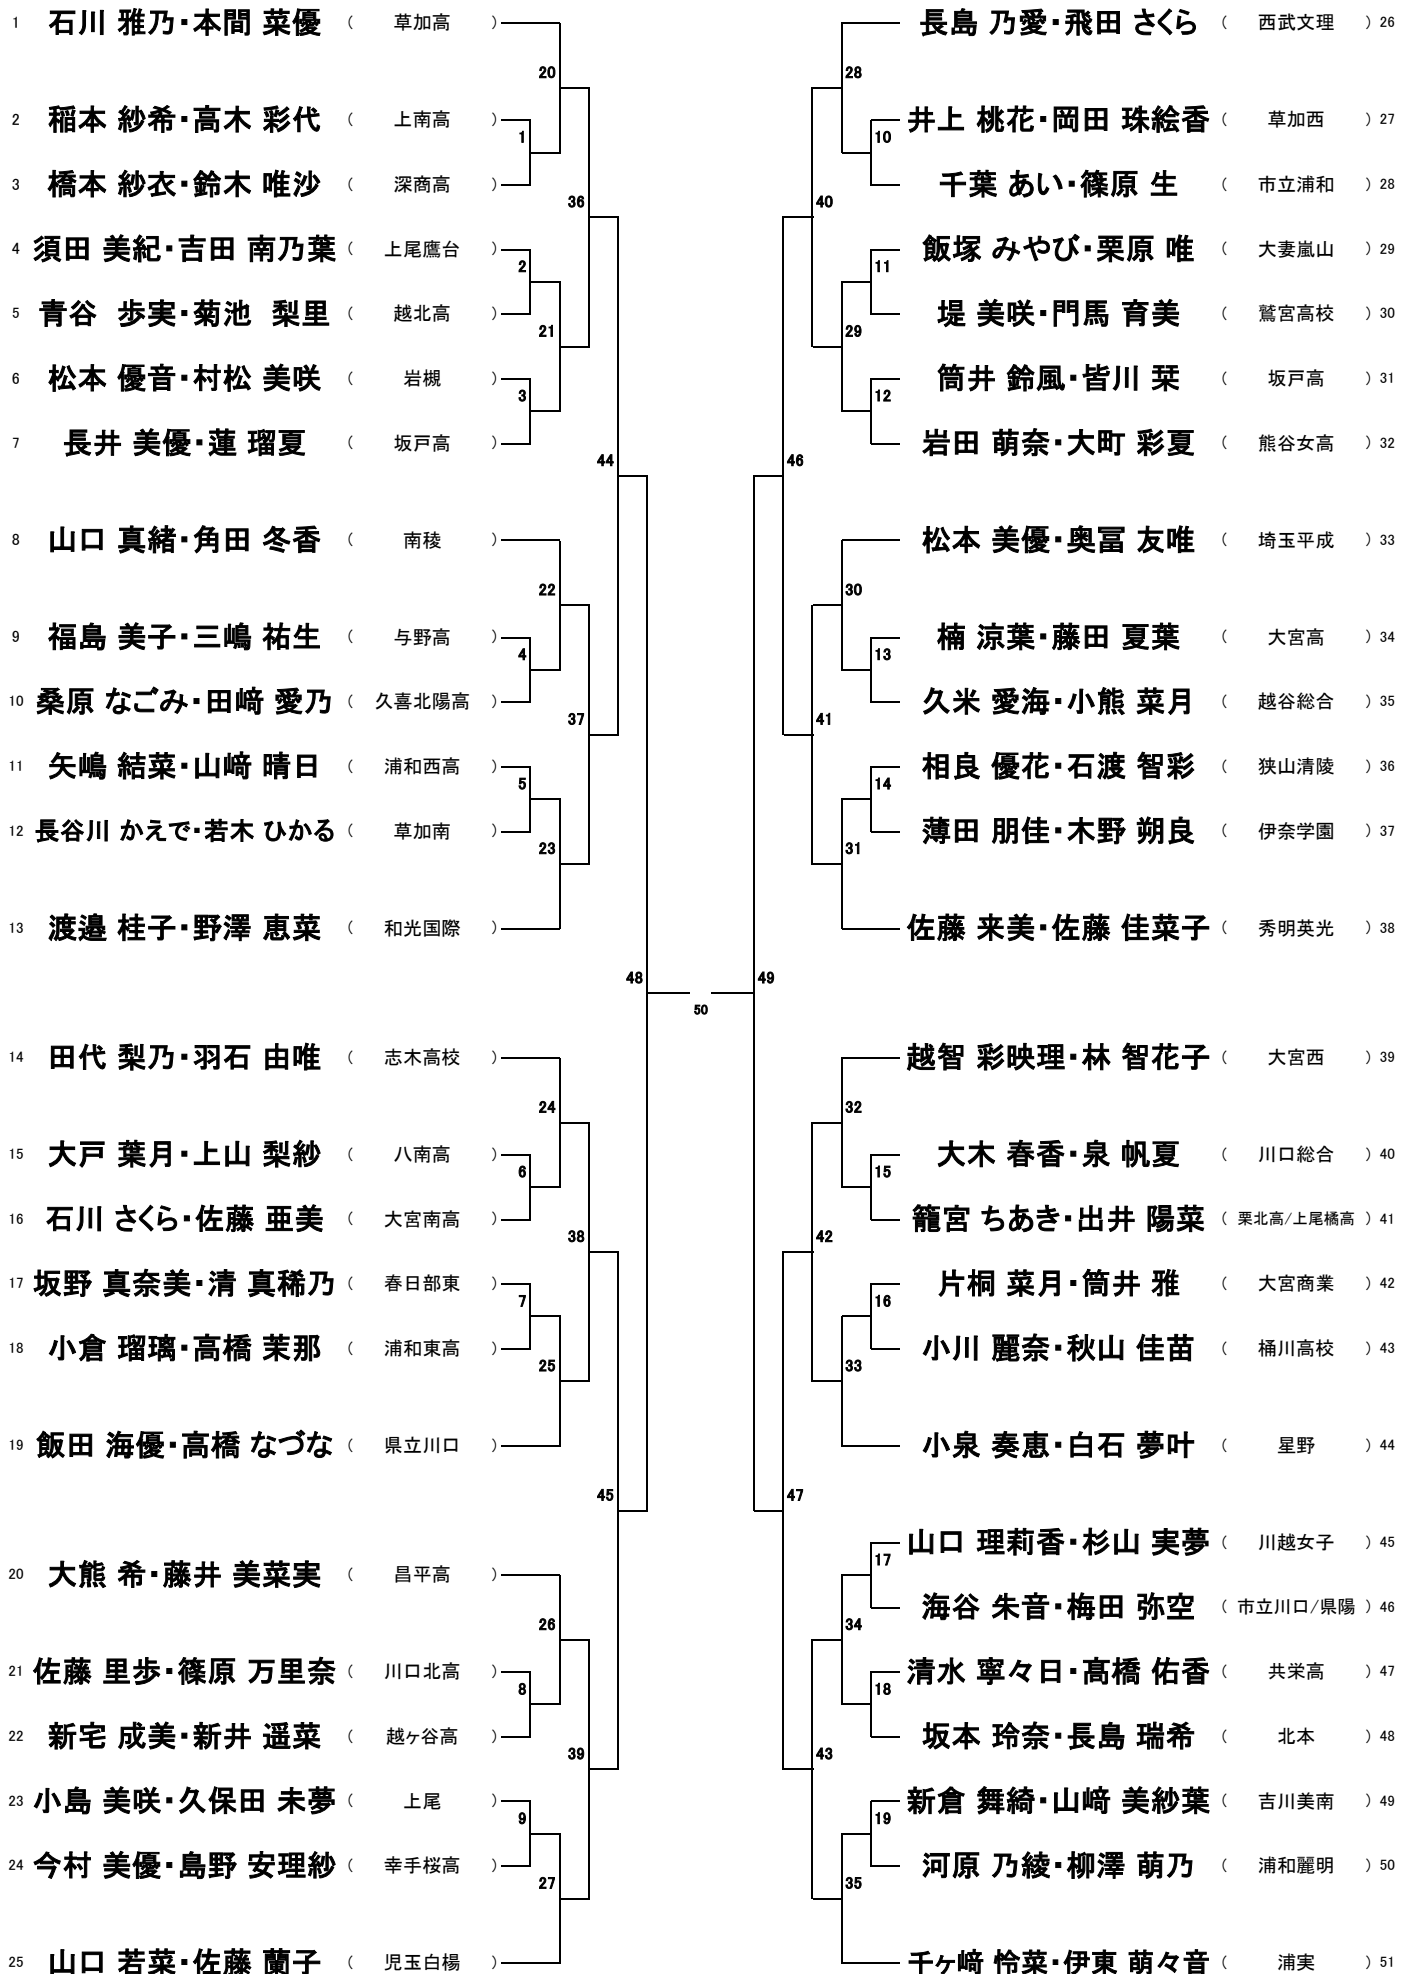 1 石川 雅乃・本間 菜優 ( 草加高 )
20
2 稲本 紗希・高木 彩代 ( 上南高 )
1
3 橋本 紗衣・鈴木 唯沙 ( 深商高 )
36
4 須田 美紀・吉田 南乃葉 ( 上尾鷹台 )
2
5 青谷 歩実・菊池 梨里 ( 越北高 )
21
6 松本 優音・村松 美咲 ( 岩槻 )
3
7 長井 美優・蓮 瑠夏 ( 坂戸高 )
44
8 山口 真緒・角田 冬香 ( 南稜 )
22
9 福島 美子・三嶋 祐生 ( 与野高 )
4
10 桑原 なごみ・田﨑 愛乃 ( 久喜北陽高 )
37
11 矢嶋 結菜・山﨑 晴日 ( 浦和西高 )
5
12 長谷川 かえで・若木 ひかる ( 草加南 )
23
13 渡邉 桂子・野澤 恵菜 ( 和光国際 )
48
14 田代 梨乃・羽石 由唯 ( 志木高校 )
24
15 大戸 葉月・上山 梨紗 ( 八南高 )
6
16 石川 さくら・佐藤 亜美 ( 大宮南高 )
38
17 坂野 真奈美・清 真稀乃 ( 春日部東 )
7
18 小倉 瑠璃・高橋 茉那 ( 浦和東高 )
25
19 飯田 海優・高橋 なづな ( 県立川口 )
45
20 大熊 希・藤井 美菜実 ( 昌平高 )
26
21 佐藤 里歩・篠原 万里奈 ( 川口北高 )
8
22 新宅 成美・新井 遥菜 ( 越ヶ谷高 )
39
23 小島 美咲・久保田 未夢 ( 上尾 )
9
24 今村 美優・島野 安理紗 ( 幸手桜高 )
27
25 山口 若菜・佐藤 蘭子 ( 児玉白楊 )
50
長島 乃愛・飛田 さくら ( 西武文理 ) 26
28
井上 桃花・岡田 珠絵香 ( 草加西 ) 27
10
千葉 あい・篠原 生 ( 市立浦和 ) 28
40
飯塚 みやび・栗原 唯 ( 大妻嵐山 ) 29
11
堤 美咲・門馬 育美 ( 鷲宮高校 ) 30
29
筒井 鈴風・皆川 栞 ( 坂戸高 ) 31
12
岩田 萌奈・大町 彩夏 ( 熊谷女高 ) 32
46
松本 美優・奥冨 友唯 ( 埼玉平成 ) 33
30
楠 涼葉・藤田 夏葉 ( 大宮高 ) 34
13
久米 愛海・小熊 菜月 ( 越谷総合 ) 35
41
相良 優花・石渡 智彩 ( 狭山清陵 ) 36
14
薄田 朋佳・木野 朔良 ( 伊奈学園 ) 37
31
佐藤 来美・佐藤 佳菜子 ( 秀明英光 ) 38
49
越智 彩映理・林 智花子 ( 大宮西 ) 39
32
大木 春香・泉 帆夏 ( 川口総合 ) 40
15
籠宮 ちあき・出井 陽菜 ( 栗北高/上尾橘高 ) 41
42
片桐 菜月・筒井 雅 ( 大宮商業 ) 42
16
小川 麗奈・秋山 佳苗 ( 桶川高校 ) 43
33
小泉 奏恵・白石 夢叶 ( 星野 ) 44
47
山口 理莉香・杉山 実夢 ( 川越女子 ) 45
17
海谷 朱音・梅田 弥空 ( 市立川口/県陽 ) 46
34
清水 寧々日・髙橋 佑香 ( 共栄高 ) 47
18
坂本 玲奈・長島 瑞希 ( 北本 ) 48
43
新倉 舞綺・山﨑 美紗葉 ( 吉川美南 ) 49
19
河原 乃綾・柳澤 萌乃 ( 浦和麗明 ) 50
35
千ヶ﨑 怜菜・伊東 萌々音 ( 浦実 ) 51